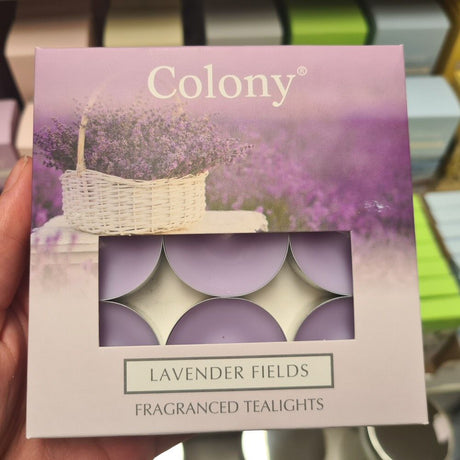 Colony®
LAVENDER FIELDS
FRAGRANCED TEALIGHTS